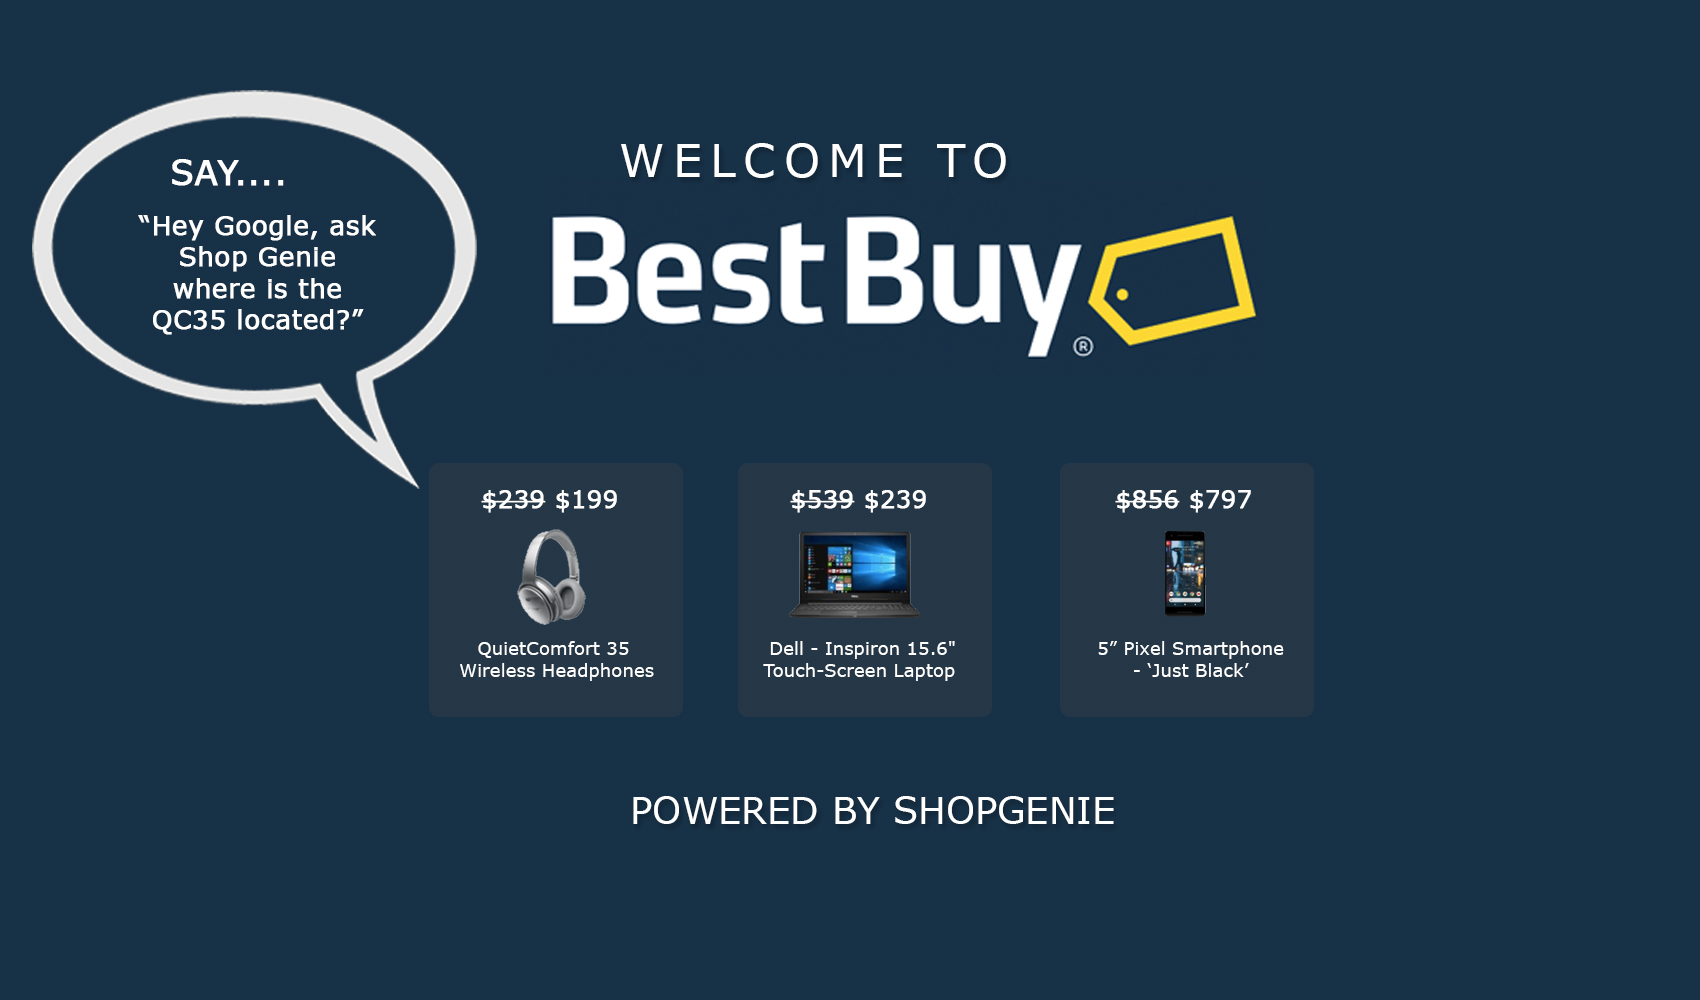 SAY....
“Hey Google, ask
Shop Genie
where is the
QC35 located?”
WELCOME TO
Best Buy®
$239 $199
QuietComfort 35
Wireless Headphones
$539 $239
Dell - Inspiron 15.6"
Touch-Screen Laptop
$856 $797
5” Pixel Smartphone
- ‘Just Black’
POWERED BY SHOPGENIE